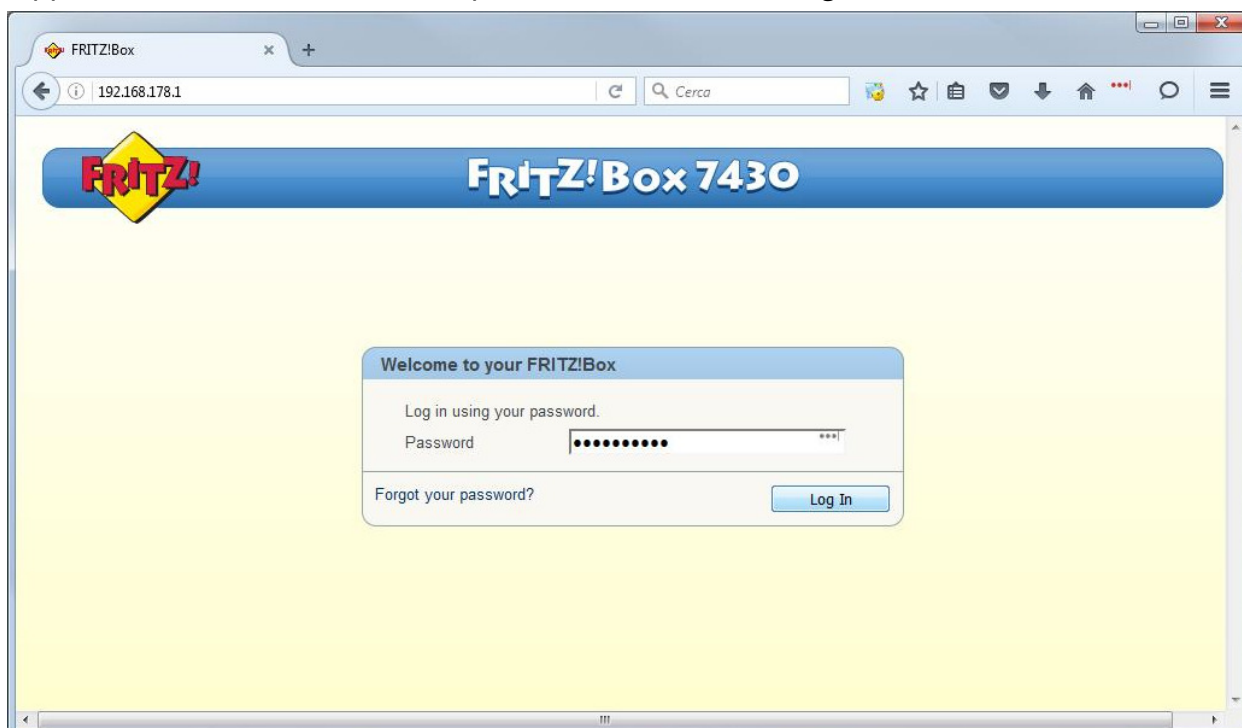 FRITZ!Box
192.168.178.1
Cerca
FRITZ!
FRITZ!Box 7430
Welcome to your FRITZ!Box
Log in using your password.
Password
Forgot your password?
Log In